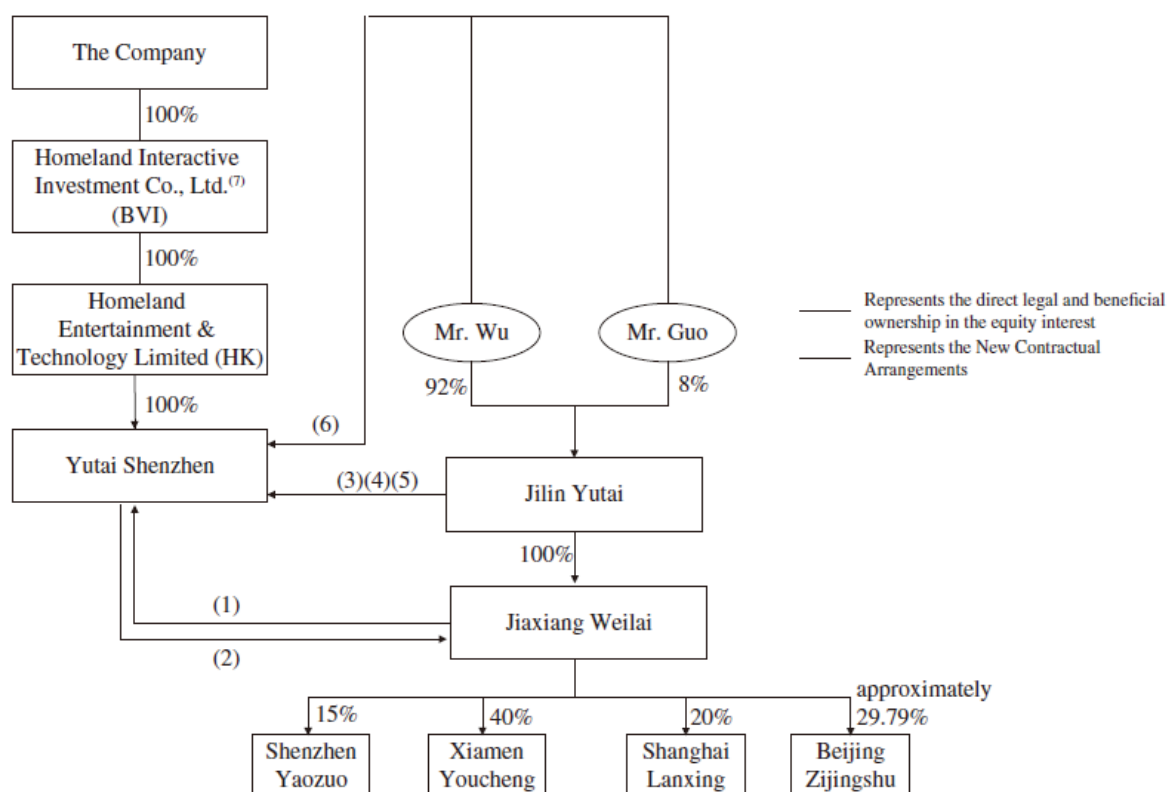 The Company
100%
Homeland Interactive
Investment Co., Ltd.(7)
(BVI)
100%
Homeland
Entertainment &
Technology Limited (HK)
100%
Yutai Shenzhen
Mr. Wu
Mr. Guo
92%
8%
Represents the direct legal and beneficial
ownership in the equity interest
Represents the New Contractual
Arrangements
(6)
(3)(4)(5)
Jilin Yutai
100%
(1)
Jiaxiang Weilai
(2)
15%
40%
20%
approximately
29.79%
Shenzhen
Yaozuo
Xiamen
Youcheng
Shanghai
Lanxing
Beijing
Zijingshu